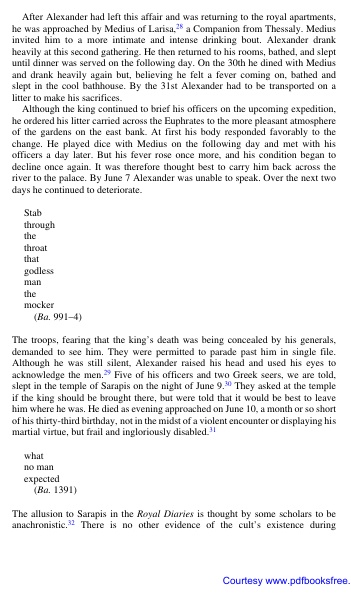 After Alexander had left this affair and was returning to the royal apartments,
he was approached by Medius of Larisa,28 a Companion from Thessaly. Medius
invited him to a more intimate and intense drinking bout. Alexander drank
heavily at this second gathering. He then returned to his rooms, bathed, and slept
until dinner was served on the following day. On the 30th he dined with Medius
and drank heavily again but, believing he felt a fever coming on, bathed and
slept in the cool bathhouse. By the 31st Alexander had to be transported on a
litter to make his sacrifices.
Although the king continued to brief his officers on the upcoming expedition,
he ordered his litter carried across the Euphrates to the more pleasant atmosphere
of the gardens on the east bank. At first his body responded favorably to the
change. He played dice with Medius on the following day and met with his
officers a day later. But his fever rose once more, and his condition began to
decline once again. It was therefore thought best to carry him back across the
river to the palace. By June 7 Alexander was unable to speak. Over the next two
days he continued to deteriorate.
Stab
through
the
throat
that
godless
man
the
mocker
(Ba. 991–4)
The troops, fearing that the king's death was being concealed by his generals,
demanded to see him. They were permitted to parade past him in single file.
Although he was still silent, Alexander raised his head and used his eyes to
acknowledge the men.29 Five of his officers and two Greek seers, we are told,
slept in the temple of Sarapis on the night of June 9.30 They asked at the temple
if the king should be brought there, but were told that it would be best to leave
him where he was. He died as evening approached on June 10, a month or so short
of his thirty-third birthday, not in the midst of a violent encounter or displaying his
martial virtue, but frail and ingloriously disabled.31
what
no man
expected
(Ba. 1391)
The allusion to Sarapis in the Royal Diaries is thought by some scholars to be
anachronistic.32 There is no other evidence of the cult's existence during
Courtesy www.pdfbooksfree.